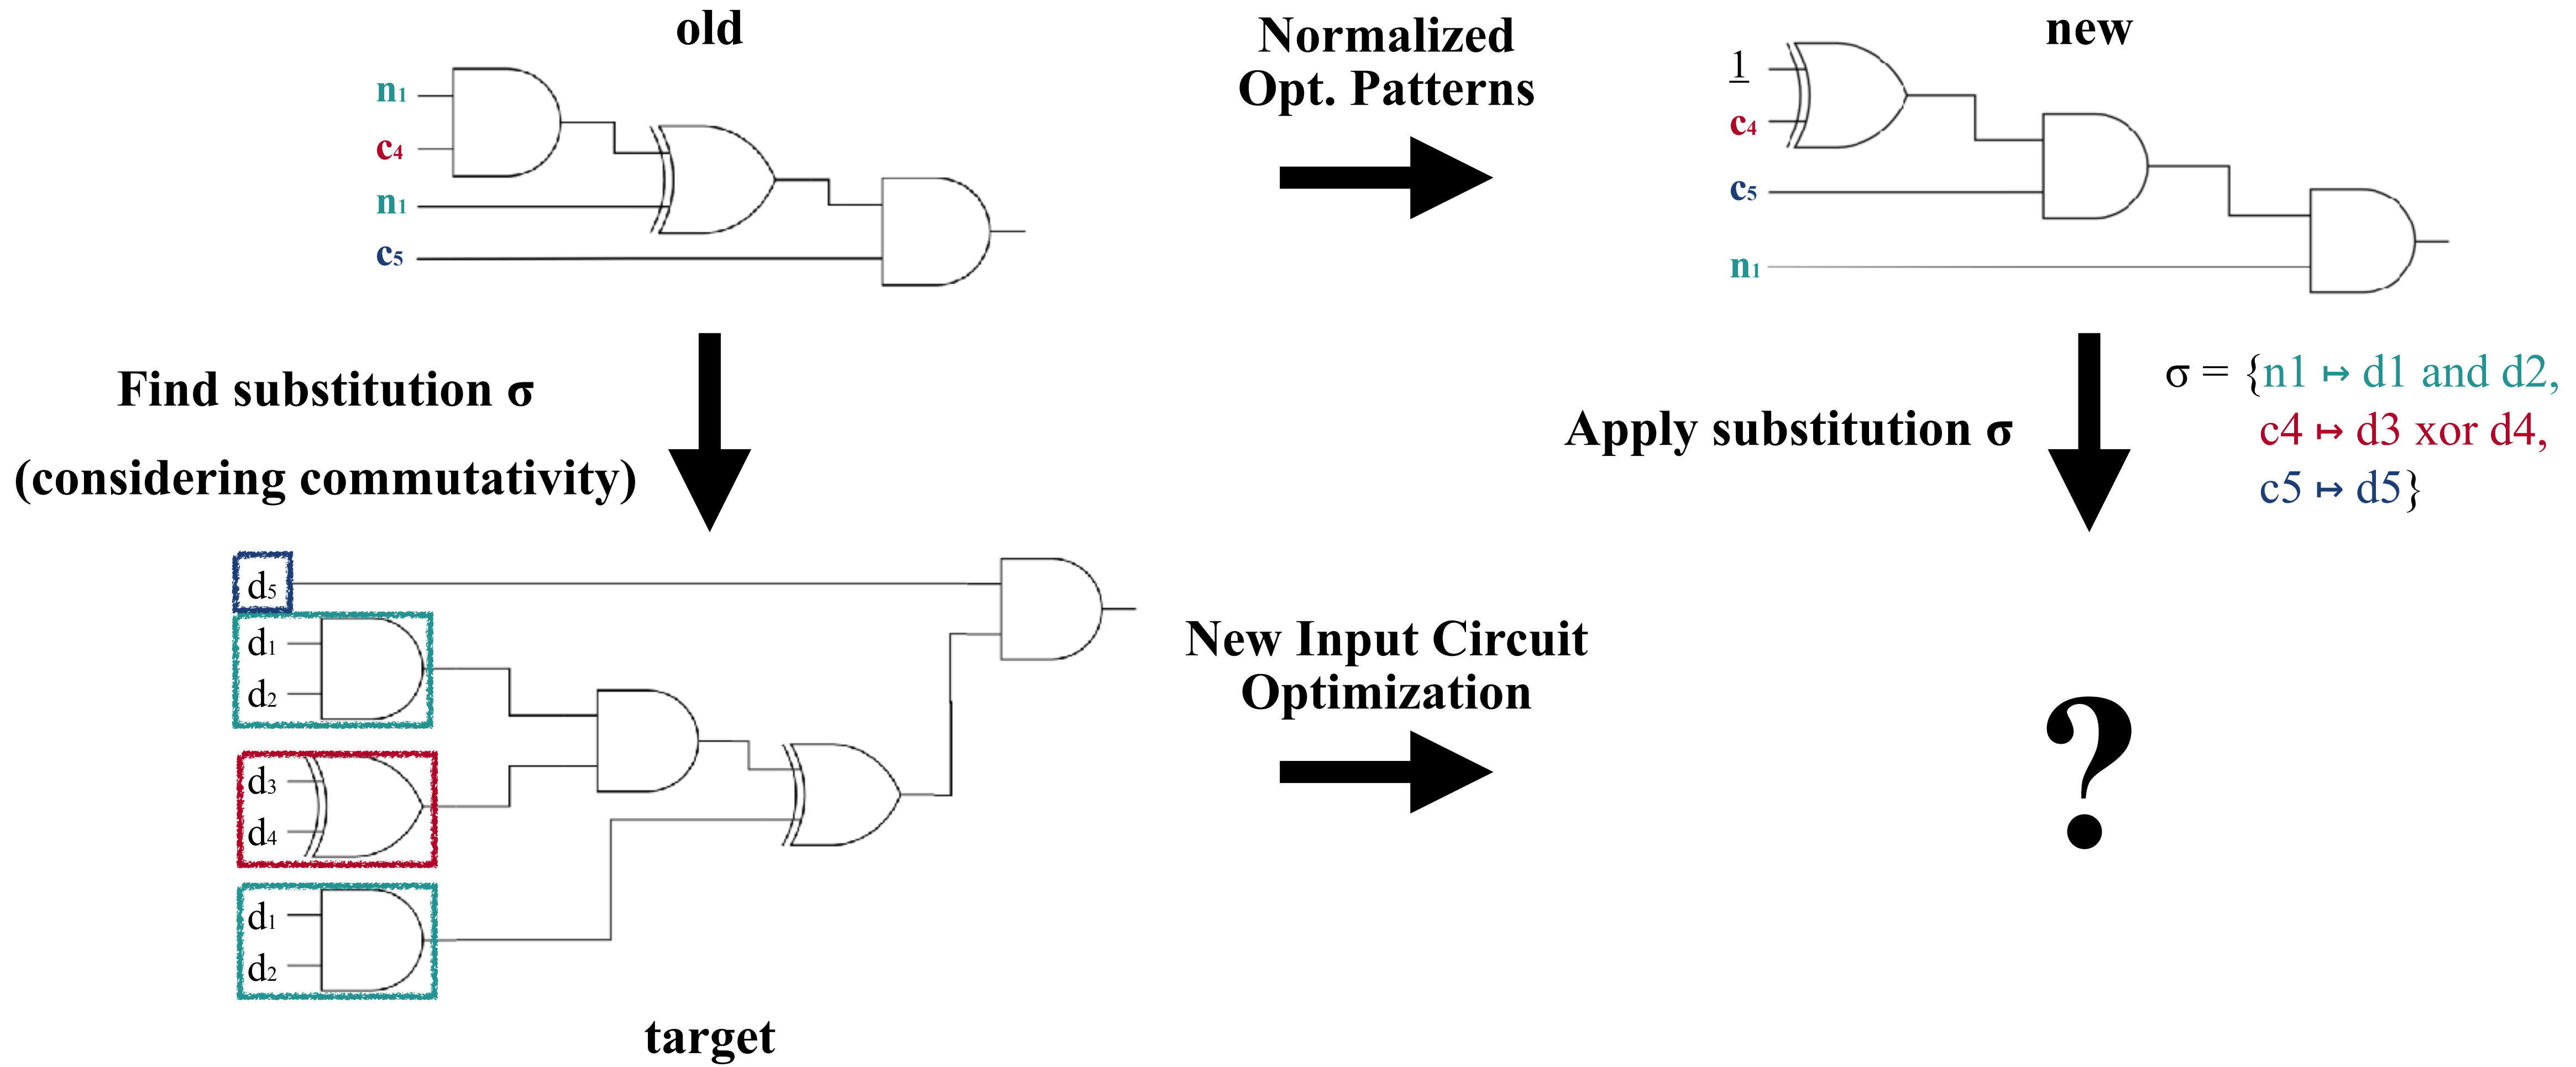 old
Normalized
Opt. Patterns
new
n1
c4
n1
c5
1
c4
c5
n1
Find substitution σ
(considering commutativity)
Apply substitution σ
σ = {n1 ↦ d1 and d2,
c4 ↦ d3 xor d4,
c5 ↦ d5}
d5
d1
d2
d3
d4
d1
d2
New Input Circuit
Optimization
?
target